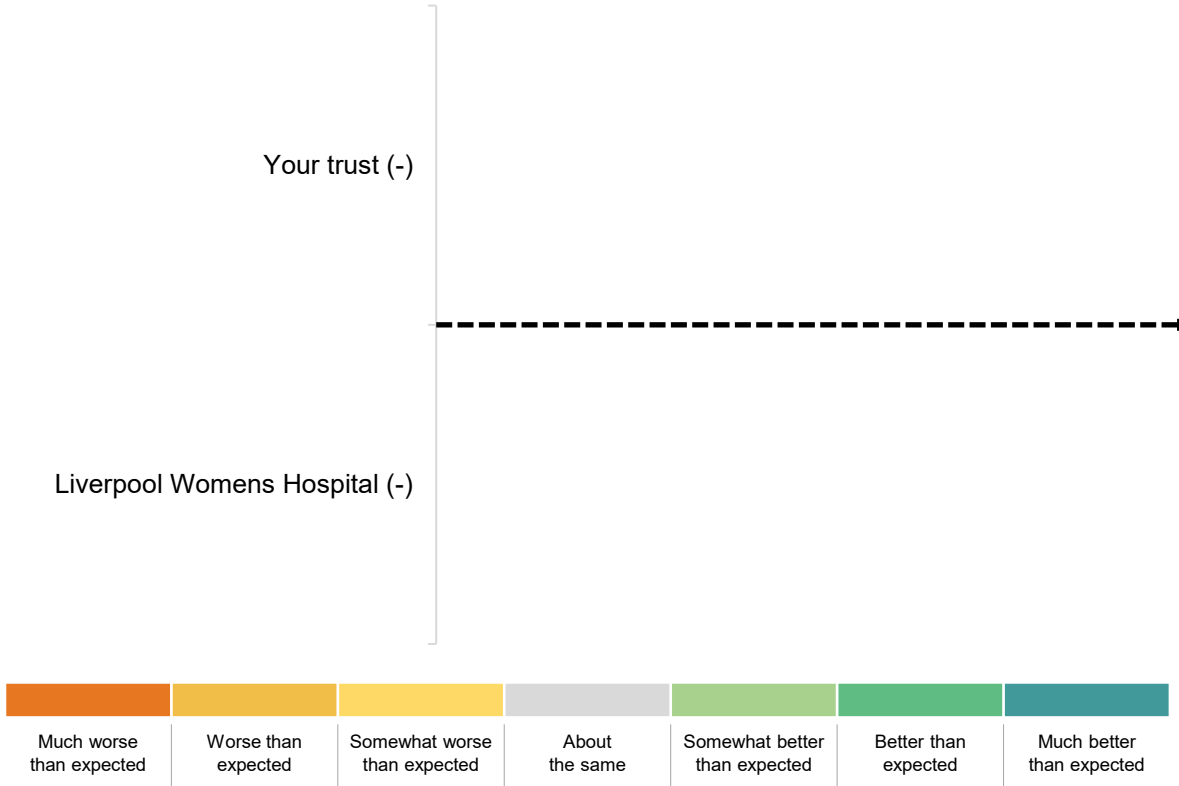 Your trust (-)
Liverpool Womens Hospital (-)
Much worse
than expected
Worse than
expected
Somewhat worse
than expected
About
the same
Somewhat better
than expected
Better than
expected
Much better
than expected